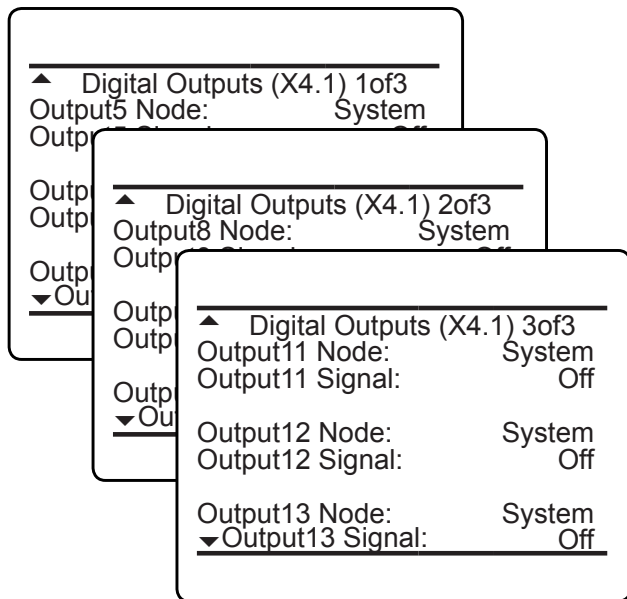 Digital Outputs (X4.1) 1of3
Output5 Node: System
Digital Outputs (X4.1) 2of3
Output8 Node: System
Digital Outputs (X4.1) 3of3
Output11 Node: System
Output11 Signal: Off
Output12 Node: System
Output12 Signal: Off
Output13 Node: System
Output13 Signal: Off